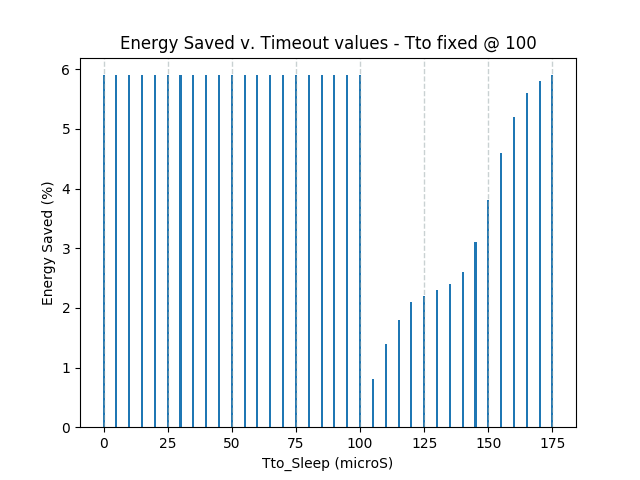 Energy Saved v. Timeout values - Tto fixed @ 100
6
5
4
3
2
1
0
Energy Saved (%)
0 25 50 75 100 125 150 175
Tto_Sleep (microS)